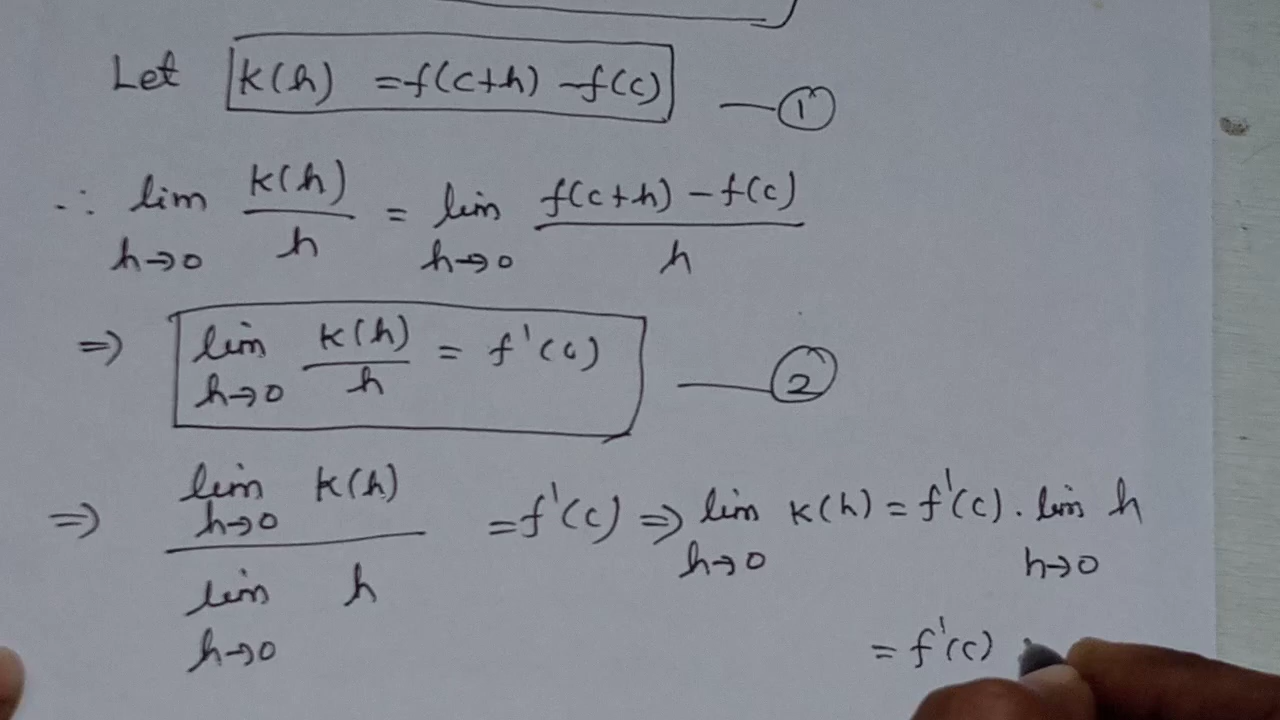 Let k(h) = f(c+h) - f(c) — ①
∴ lim h→0 k(h)/h = lim h→0 (f(c+h) - f(c))/h
⇒ lim h→0 k(h)/h = f'(c) — ②
⇒ (lim h→0 k(h))/(lim h→0 h) = f'(c) ⇒ lim h→0 k(h) = f'(c) . lim h→0 h
= f'(c)